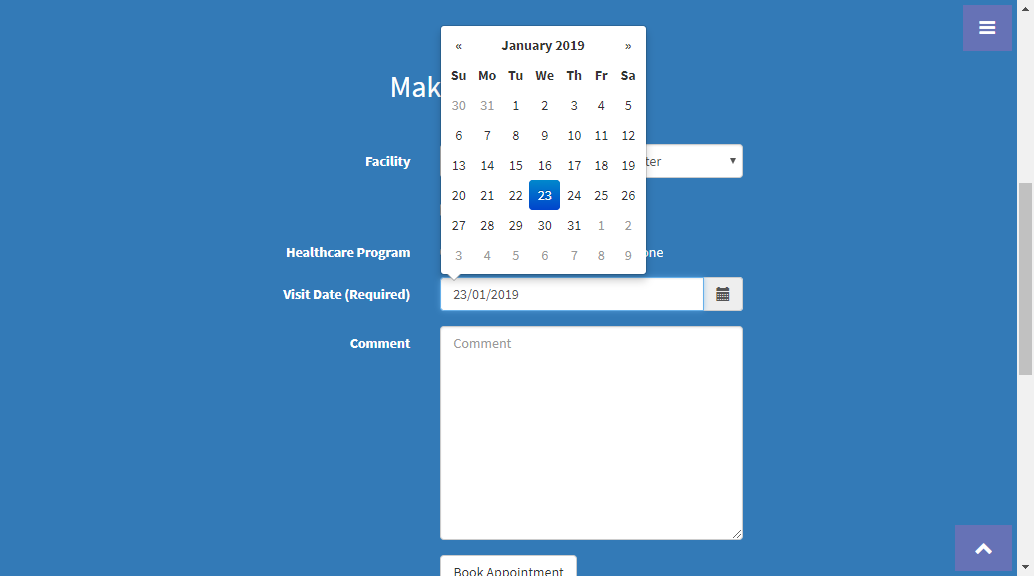 « January 2019 »
Su Mo Tu We Th Fr Sa
30 31 1 2 3 4 5
6 7 8 9 10 11 12
13 14 15 16 17 18 19
20 21 22 23 24 25 26
27 28 29 30 31 1 2
3 4 5 6 7 8 9
Facility
Healthcare Program
Visit Date (Required) 23/01/2019
Comment Comment
Book Appointment